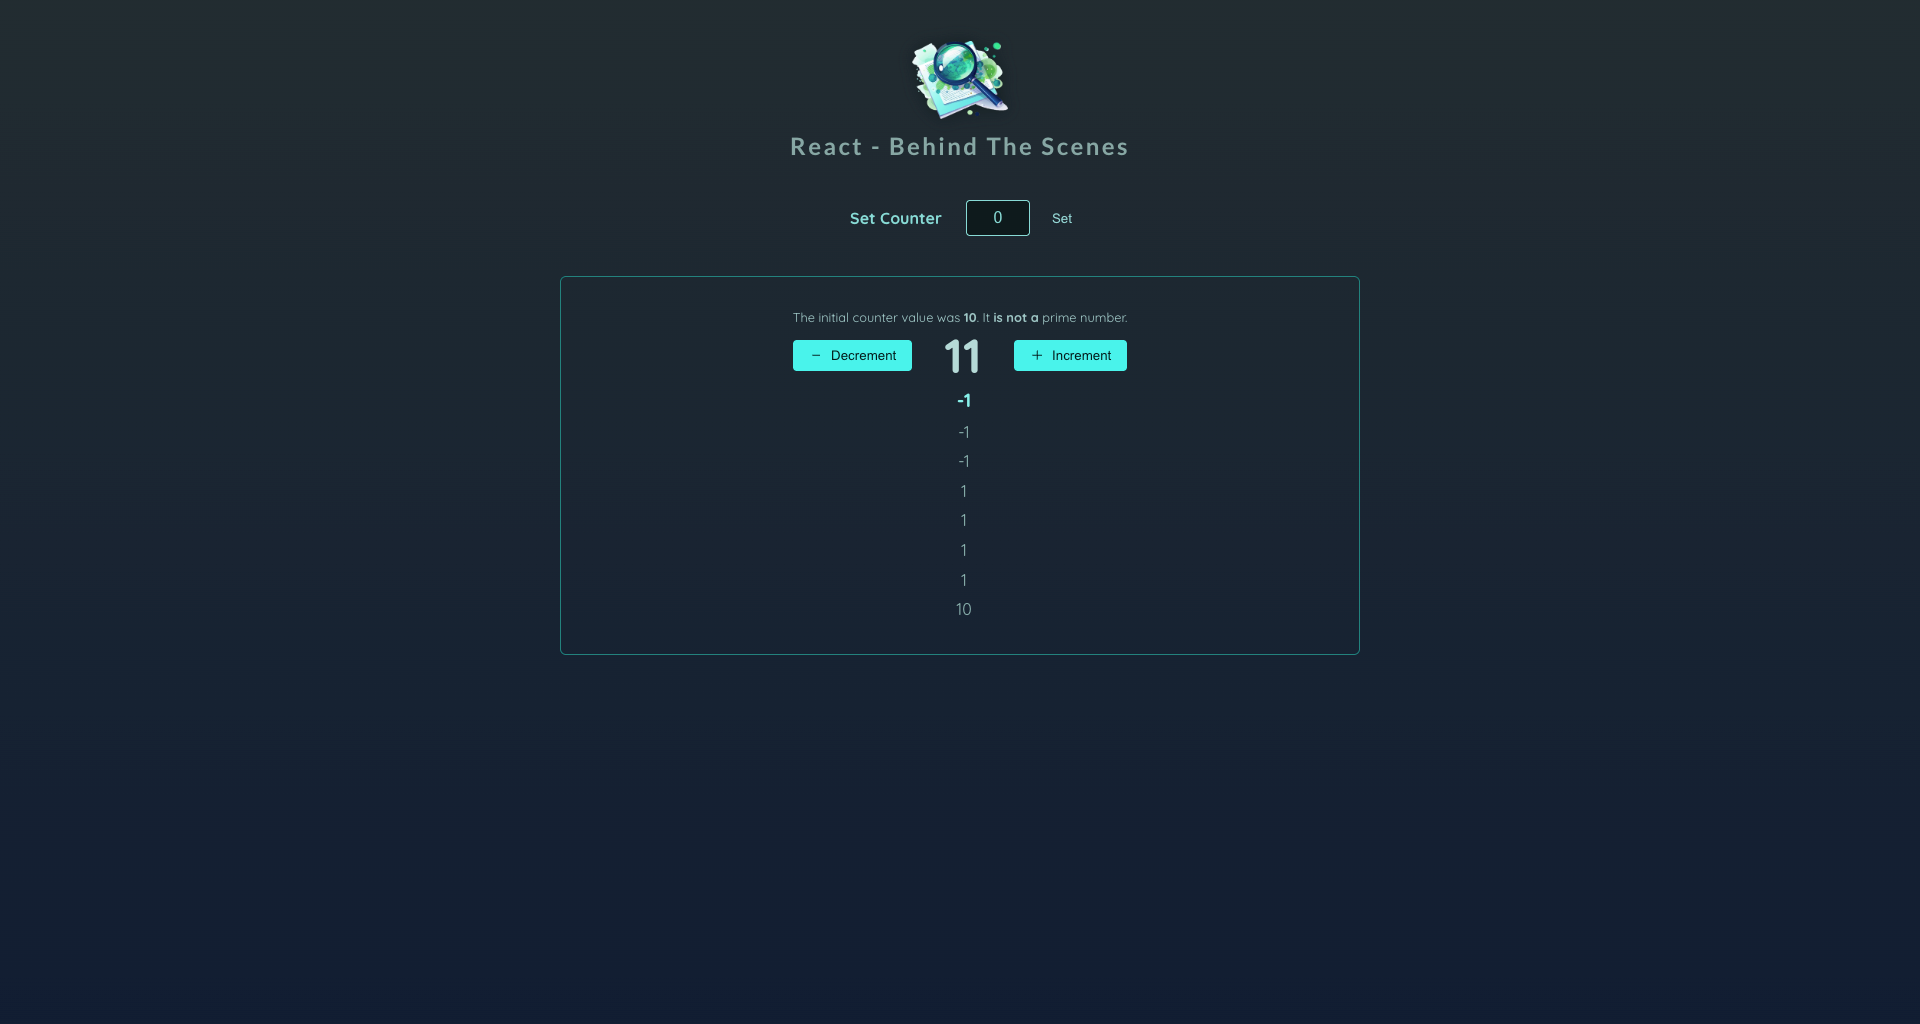 React - Behind The Scenes
Set Counter 0 Set
The initial counter value was 10. It is not a prime number.
− Decrement 11 + Increment
-1
-1
-1
1
1
1
1
10